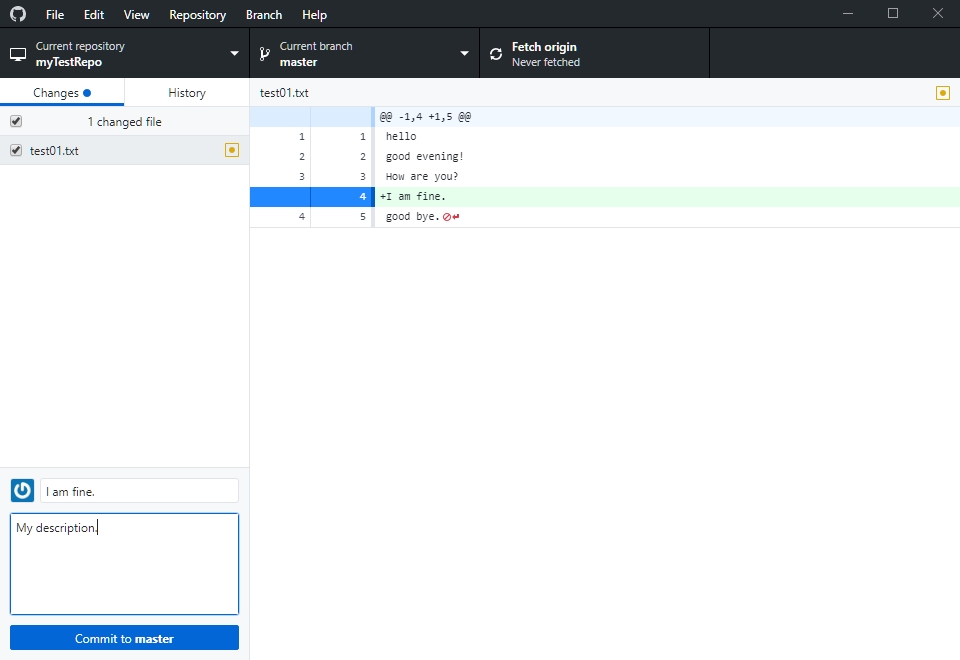 File Edit View Repository Branch Help
Current repository
myTestRepo
Current branch
master
Fetch origin
Never fetched
Changes
History
1 changed file
test01.txt
test01.txt
@@ -1,4 +1,5 @@
1 1 hello
2 2 good evening!
3 3 How are you?
4 +I am fine.
4 5 good bye.
I am fine.
My description.
Commit to master